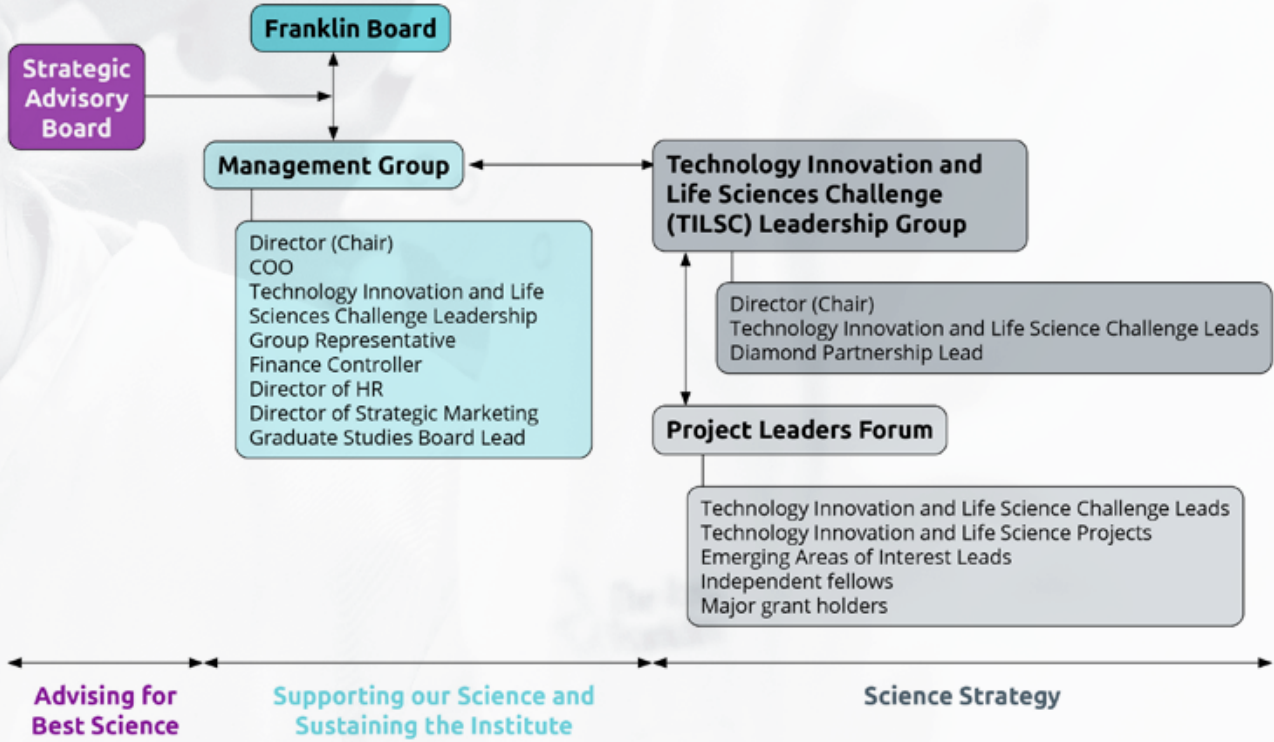 Franklin Board
Strategic
Advisory
Board
Management Group
Director (Chair)
COO
Technology Innovation and Life
Sciences Challenge Leadership
Group Representative
Finance Controller
Director of HR
Director of Strategic Marketing
Graduate Studies Board Lead
Technology Innovation and
Life Sciences Challenge
(TILSC) Leadership Group
Director (Chair)
Technology Innovation and Life Science Challenge Leads
Diamond Partnership Lead
Project Leaders Forum
Technology Innovation and Life Science Challenge Leads
Technology Innovation and Life Science Projects
Emerging Areas of Interest Leads
Independent fellows
Major grant holders
Advising for
Best Science
Supporting our Science and
Sustaining the Institute
Science Strategy